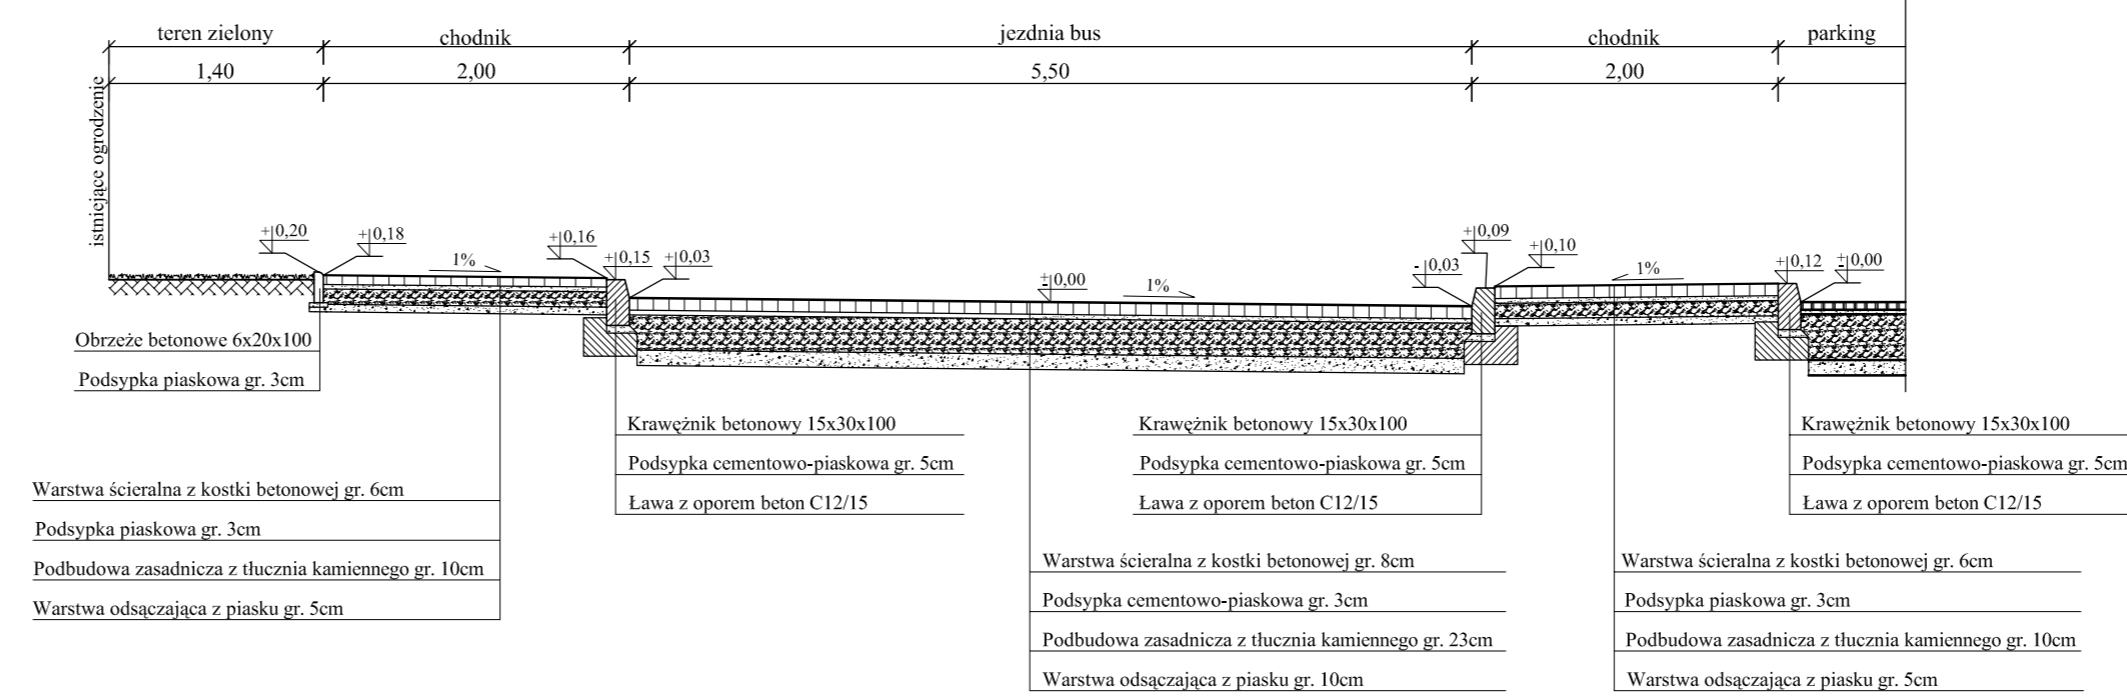 teren zielony
chodnik
jezdnia bus
chodnik
parking
1,40
2,00
5,50
2,00
istniejące ogrodzenie
+0,20
+0,18
1%
+0,16
+0,15
+0,03
±0,00
1%
-0,03
+0,09
+0,10
1%
+0,12
±0,00
Obrzeże betonowe 6x20x100
Podsypka piaskowa gr. 3cm
Krawężnik betonowy 15x30x100
Podsypka cementowo-piaskowa gr. 5cm
Ława z oporem beton C12/15
Krawężnik betonowy 15x30x100
Podsypka cementowo-piaskowa gr. 5cm
Ława z oporem beton C12/15
Krawężnik betonowy 15x30x100
Podsypka cementowo-piaskowa gr. 5cm
Ława z oporem beton C12/15
Warstwa ścieralna z kostki betonowej gr. 6cm
Podsypka piaskowa gr. 3cm
Podbudowa zasadnicza z tłucznia kamiennego gr. 10cm
Warstwa odsączająca z piasku gr. 5cm
Warstwa ścieralna z kostki betonowej gr. 8cm
Podsypka cementowo-piaskowa gr. 3cm
Podbudowa zasadnicza z tłucznia kamiennego gr. 23cm
Warstwa odsączająca z piasku gr. 10cm
Warstwa ścieralna z kostki betonowej gr. 6cm
Podsypka piaskowa gr. 3cm
Podbudowa zasadnicza z tłucznia kamiennego gr. 10cm
Warstwa odsączająca z piasku gr. 5cm